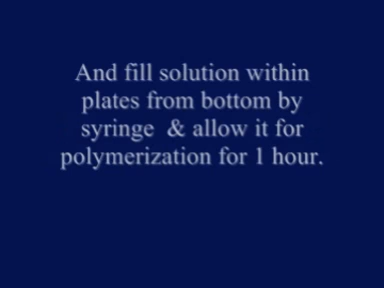 And fill solution within
plates from bottom by
syringe & allow it for
polymerization for 1 hour.